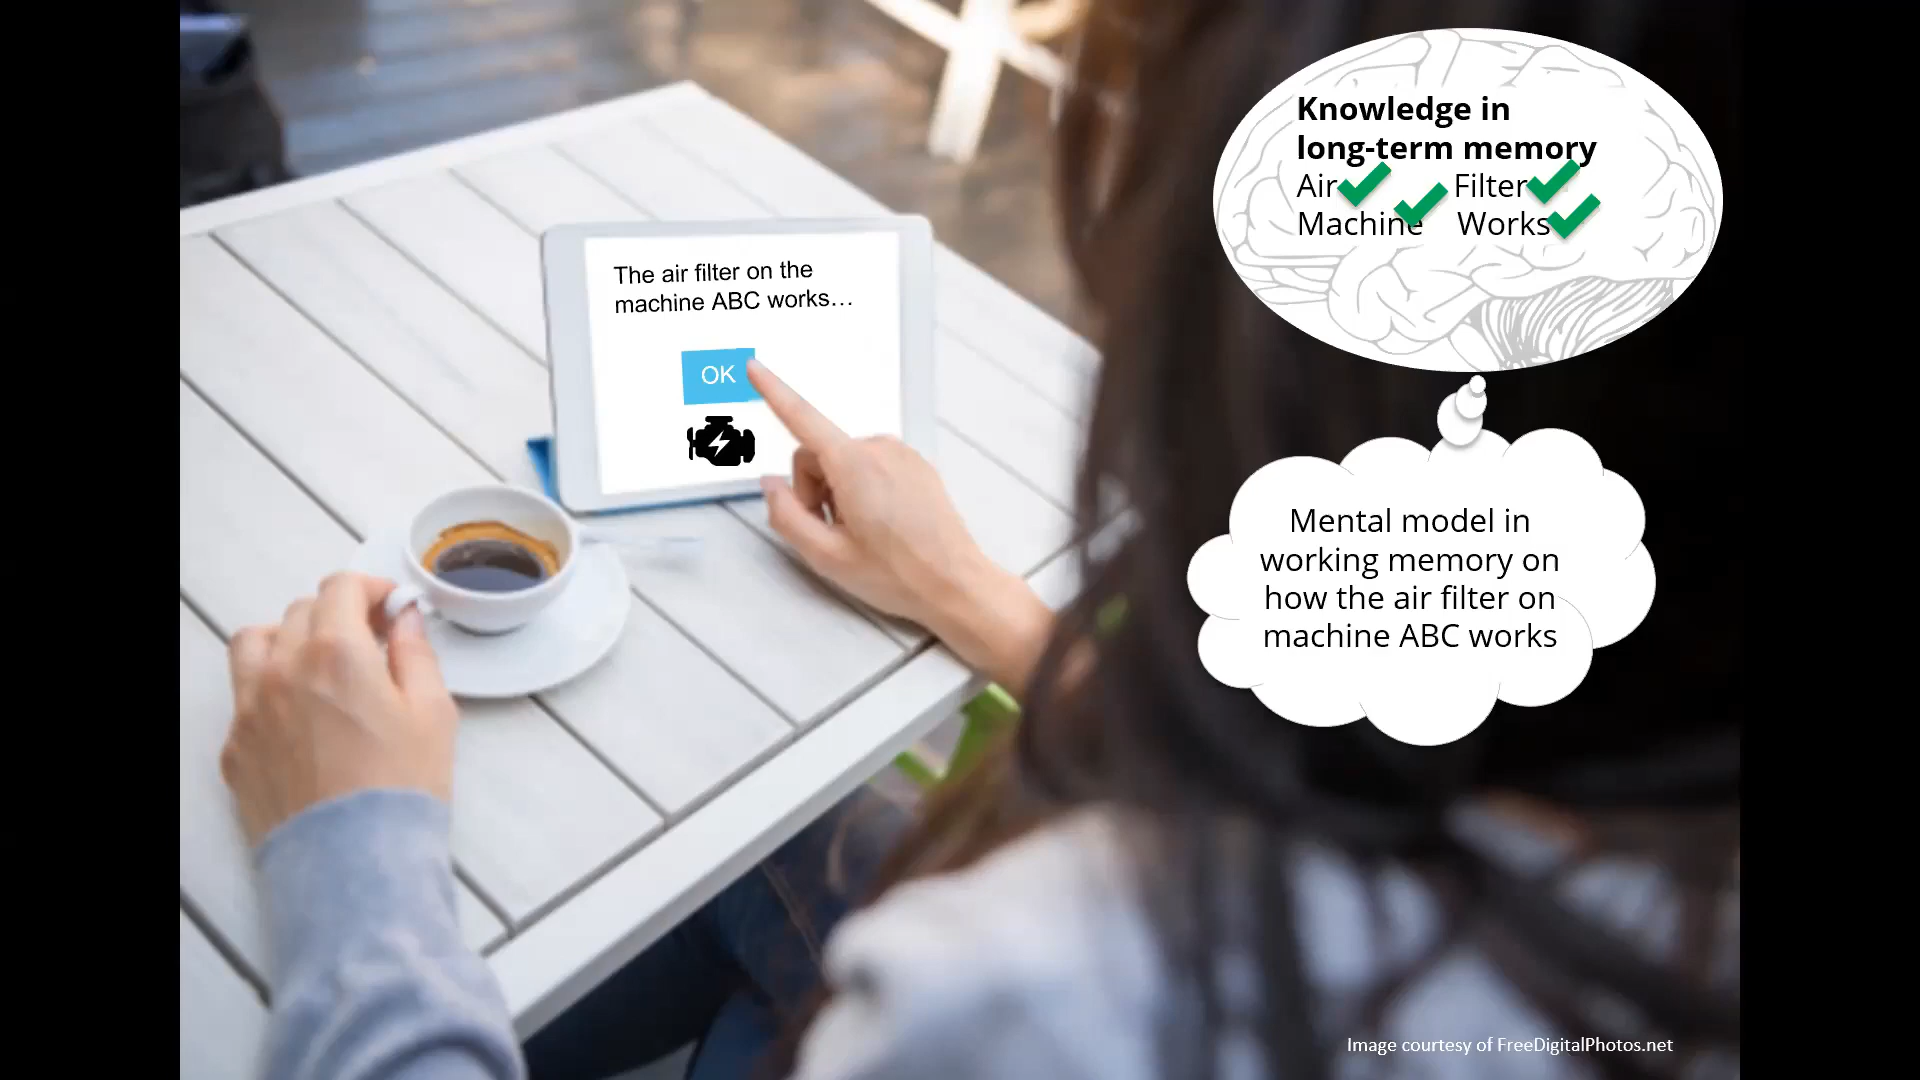 Knowledge in
long-term memory
Air Filter
Machine Works
The air filter on the
machine ABC works...
OK
Mental model in
working memory on
how the air filter on
machine ABC works
Image courtesy of FreeDigitalPhotos.net